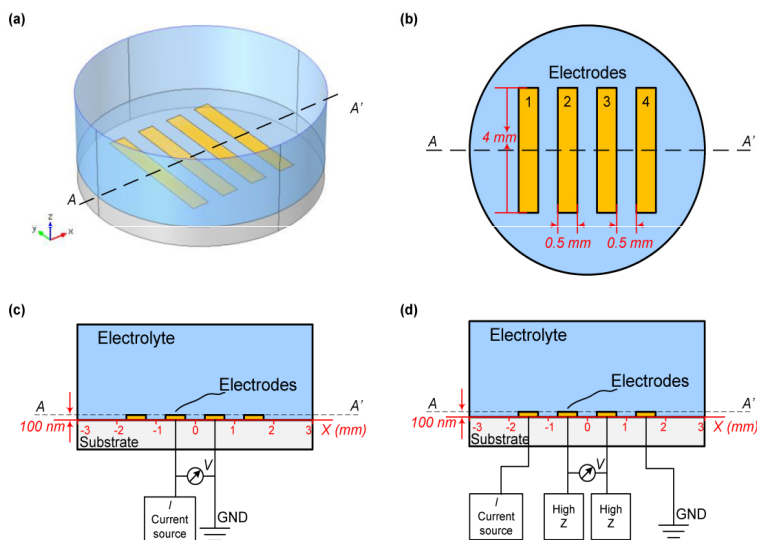 (a)
A'
A
z
y
x
(b)
Electrodes
1 2 3 4
A A'
4 mm
0.5 mm 0.5 mm
(c)
Electrolyte
Electrodes
A A'
100 nm
-3 -2 -1 0 1 2 3 X (mm)
Substrate
V
I
Current
source
GND
(d)
Electrolyte
Electrodes
A A'
100 nm
-3 -2 -1 0 1 2 3 X (mm)
Substrate
V
I
Current
source
High
Z
High
Z
GND